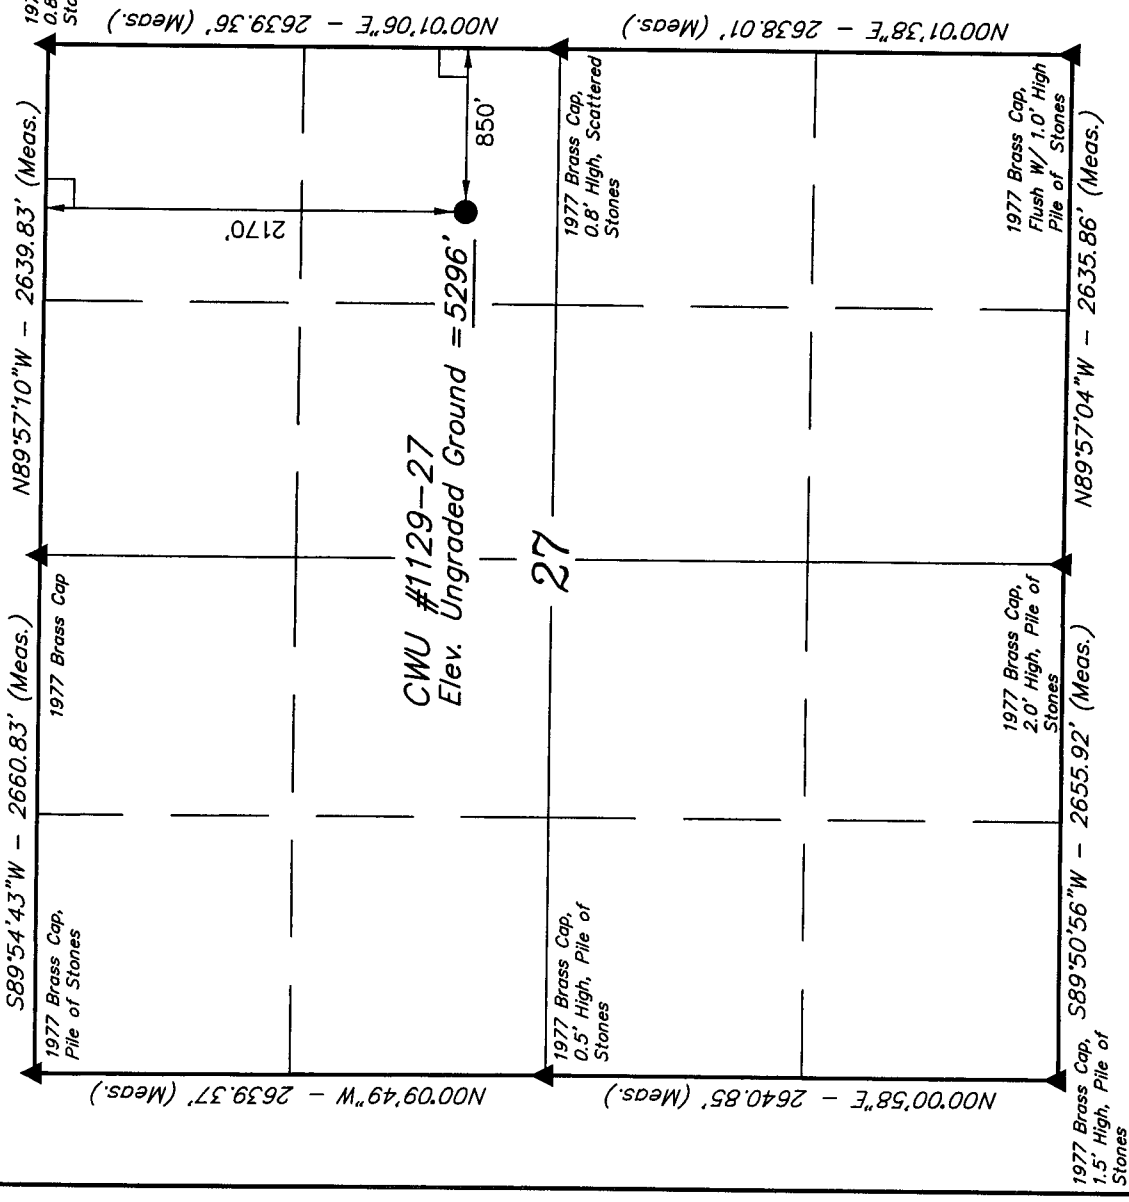 S89°54'43"W – 2660.83' (Meas.)
N89°57'10"W – 2639.83' (Meas.)
0.8
1977 Brass Cap,
Pile of Stones
1977 Brass Cap
N00°09'49"W – 2639.37' (Meas.)
N00°01'06"E – 2639.36' (Meas.)
2170'
850'
CWU #1129–27
Elev. Ungraded Ground = 5296'
27
1977 Brass Cap,
0.5' High, Pile of
Stones
1977 Brass Cap,
0.8' High, Scattered
Stones
N00°00'58"E – 2640.85' (Meas.)
N00°01'38"E – 2638.01' (Meas.)
1977 Brass Cap,
2.0' High, Pile of
Stones
1977 Brass Cap,
Flush W/ 1.0' High
Pile of Stones
1977 Brass Cap,
1.5' High, Pile of
Stones
S89°50'56"W – 2655.92' (Meas.)
N89°57'04"W – 2635.86' (Meas.)